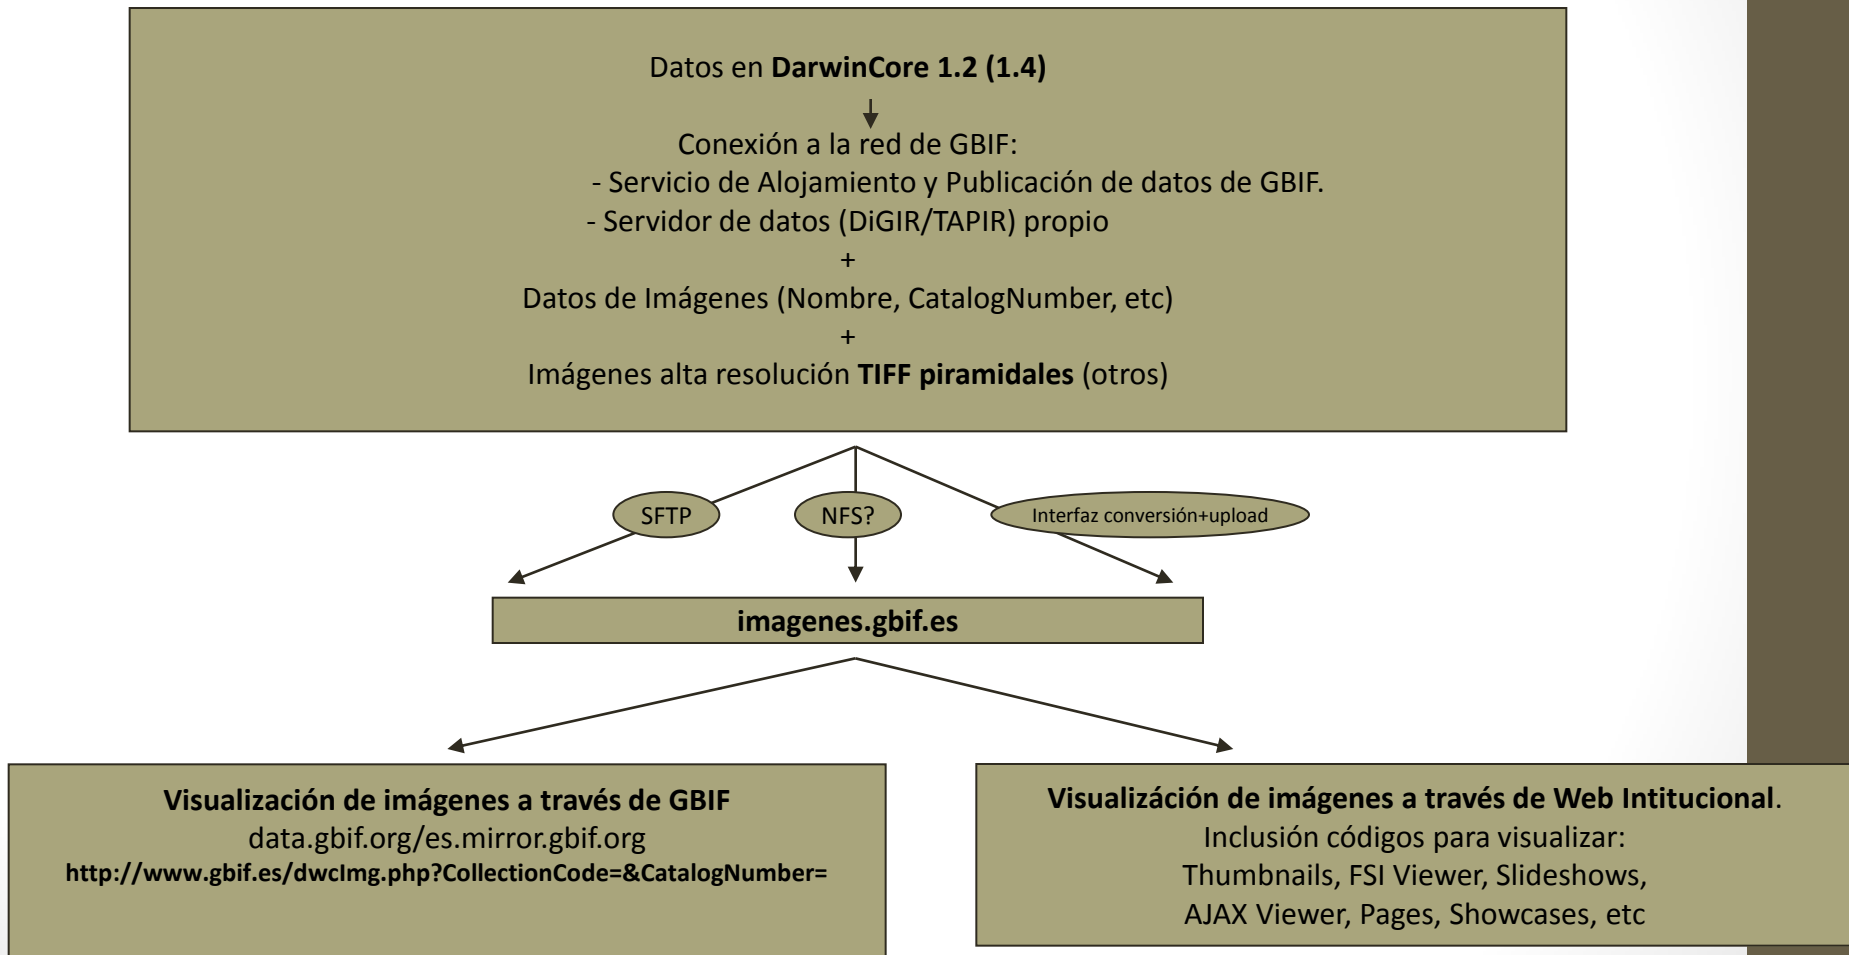 Datos en DarwinCore 1.2 (1.4)
Conexión a la red de GBIF:
- Servicio de Alojamiento y Publicación de datos de GBIF.
- Servidor de datos (DiGIR/TAPIR) propio
+
Datos de Imágenes (Nombre, CatalogNumber, etc)
+
Imágenes alta resolución TIFF piramidales (otros)
SFTP
NFS?
Interfaz conversión+upload
imagenes.gbif.es
Visualización de imágenes a través de GBIF
data.gbif.org/es.mirror.gbif.org
http://www.gbif.es/dwcImg.php?CollectionCode=&CatalogNumber=
Visualizáción de imágenes a través de Web Intitucional.
Inclusión códigos para visualizar:
Thumbnails, FSI Viewer, Slideshows,
AJAX Viewer, Pages, Showcases, etc